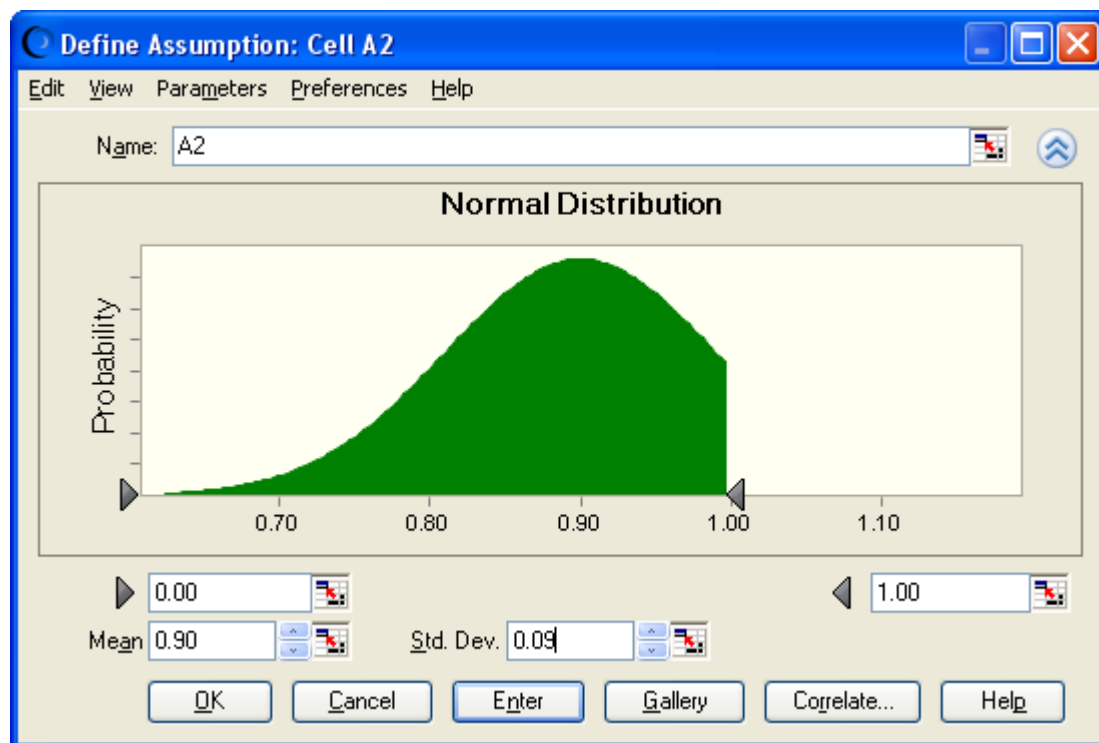 Define Assumption: Cell A2
Edit View Parameters Preferences Help
Name: A2
Normal Distribution
Probability
0.70 0.80 0.90 1.00 1.10
0.00 1.00
Mean 0.90 Std. Dev. 0.09
OK Cancel Enter Gallery Correlate... Help